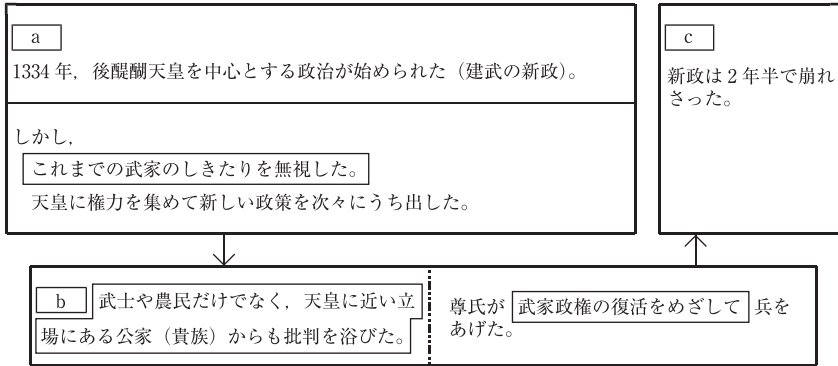 a
1334年，後醍醐天皇を中心とする政治が始められた（建武の新政）。
しかし，
これまでの武家のしきたりを無視した。
天皇に権力を集めて新しい政策を次々にうち出した。
b 武士や農民だけでなく，天皇に近い立
場にある公家（貴族）からも批判を浴びた。
尊氏が 武家政権の復活をめざして 兵を
あげた。
c
新政は2年半で崩れ
さった。